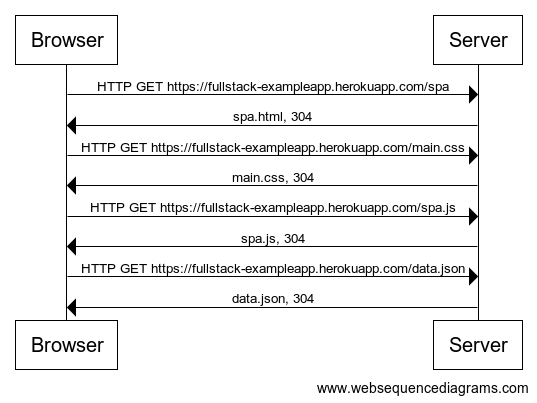 Browser Server
HTTP GET https://fullstack-exampleapp.herokuapp.com/spa
spa.html, 304
HTTP GET https://fullstack-exampleapp.herokuapp.com/main.css
main.css, 304
HTTP GET https://fullstack-exampleapp.herokuapp.com/spa.js
spa.js, 304
HTTP GET https://fullstack-exampleapp.herokuapp.com/data.json
data.json, 304
Browser Server
www.websequencediagrams.com